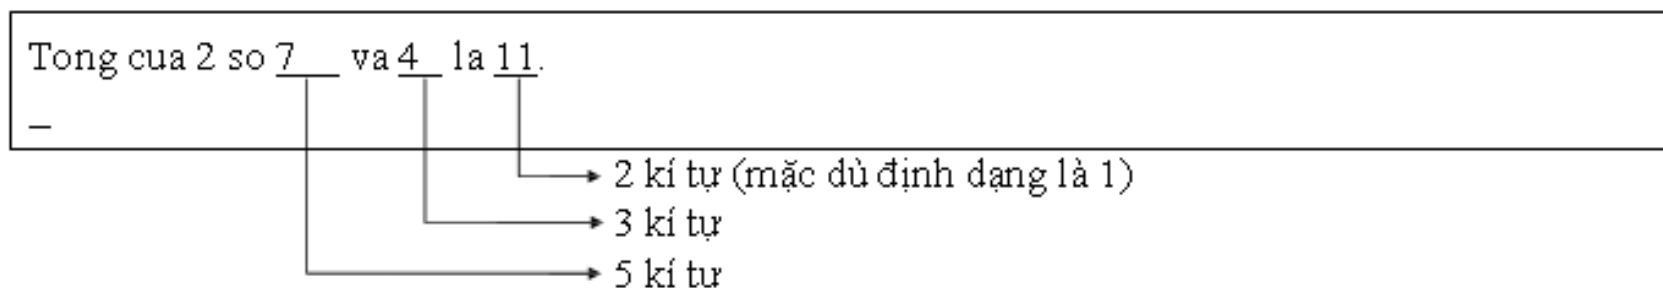 Tong cua 2 so 7 va 4 la 11.
_
2 kí tự (mặc dù định dạng là 1)
3 kí tự
5 kí tự